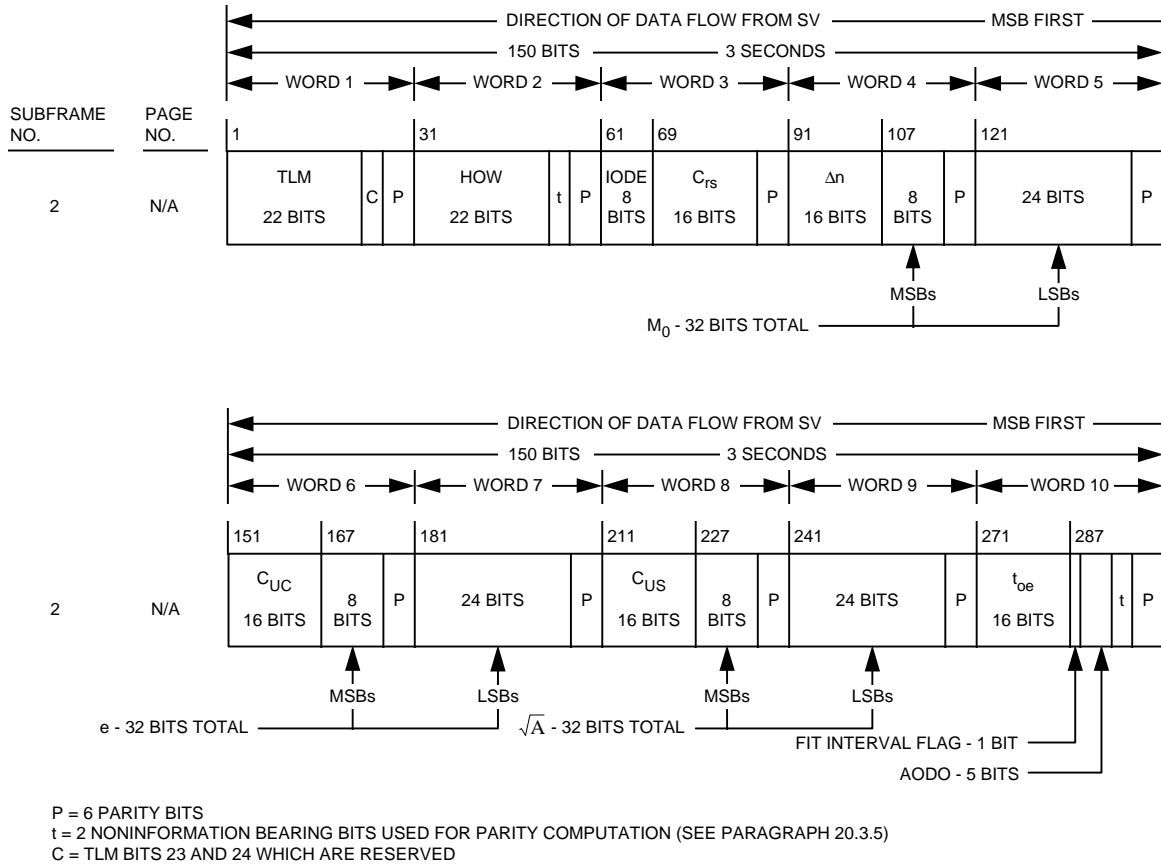 DIRECTION OF DATA FLOW FROM SV MSB FIRST
150 BITS 3 SECONDS
WORD 1 WORD 2 WORD 3 WORD 4 WORD 5
SUBFRAME NO. PAGE NO.
1 31 61 69 91 107 121
2 N/A
TLM 22 BITS C P HOW 22 BITS t P IODE 8 BITS C_rs 16 BITS P Δn 16 BITS 8 BITS P 24 BITS P
MSBs LSBs
M_0 - 32 BITS TOTAL
DIRECTION OF DATA FLOW FROM SV MSB FIRST
150 BITS 3 SECONDS
WORD 6 WORD 7 WORD 8 WORD 9 WORD 10
151 167 181 211 227 241 271 287
2 N/A
C_UC 16 BITS 8 BITS P 24 BITS P C_US 16 BITS 8 BITS P 24 BITS P t_oe 16 BITS t P
MSBs LSBs MSBs LSBs
e - 32 BITS TOTAL √A - 32 BITS TOTAL
FIT INTERVAL FLAG - 1 BIT
AODO - 5 BITS
P = 6 PARITY BITS
t = 2 NONINFORMATION BEARING BITS USED FOR PARITY COMPUTATION (SEE PARAGRAPH 20.3.5)
C = TLM BITS 23 AND 24 WHICH ARE RESERVED